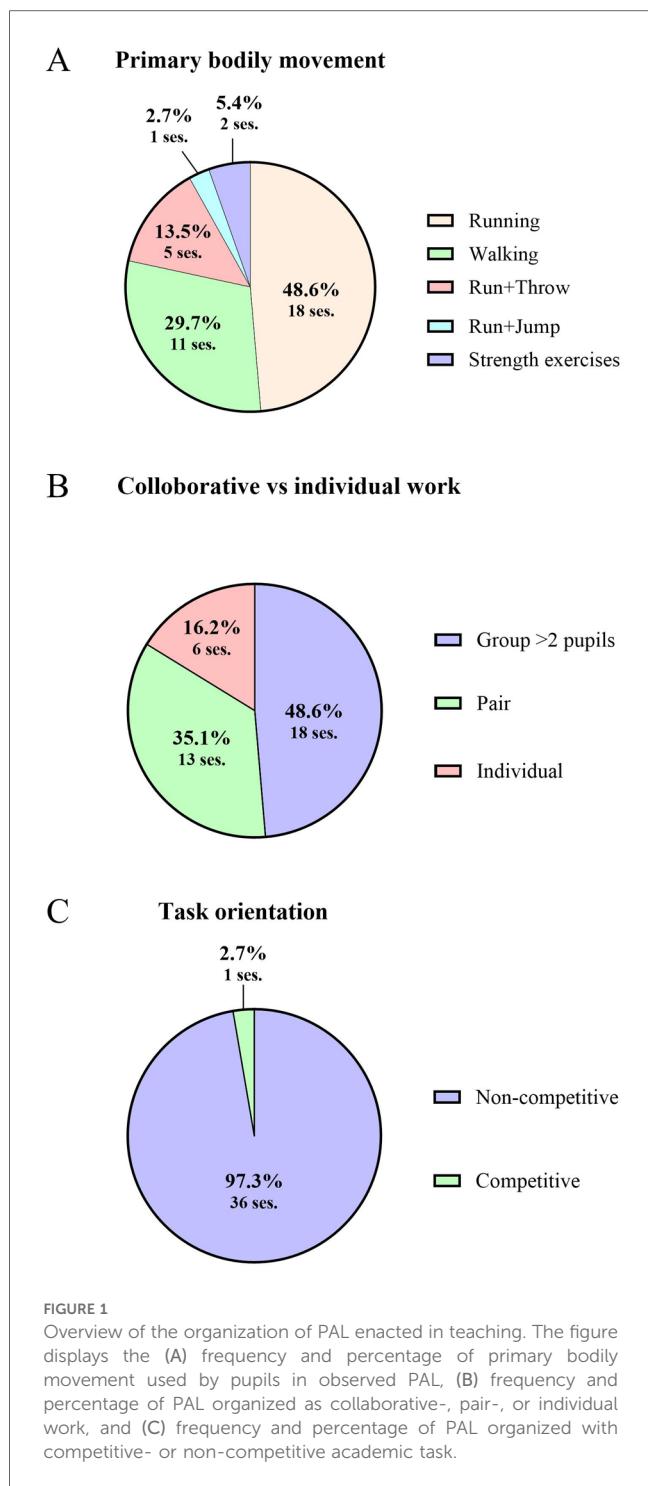 A Primary bodily movement
2.7%
1 ses.
5.4%
2 ses.
13.5%
5 ses.
48.6%
18 ses.
29.7%
11 ses.
Running
Walking
Run+Throw
Run+Jump
Strength exercises
B Colloborative vs individual work
16.2%
6 ses.
48.6%
18 ses.
35.1%
13 ses.
Group >2 pupils
Pair
Individual
C Task orientation
2.7%
1 ses.
97.3%
36 ses.
Non-competitive
Competitive
FIGURE 1
Overview of the organization of PAL enacted in teaching. The figure
displays the (A) frequency and percentage of primary bodily
movement used by pupils in observed PAL, (B) frequency and
percentage of PAL organized as collaborative-, pair-, or individual
work, and (C) frequency and percentage of PAL organized with
competitive- or non-competitive academic task.